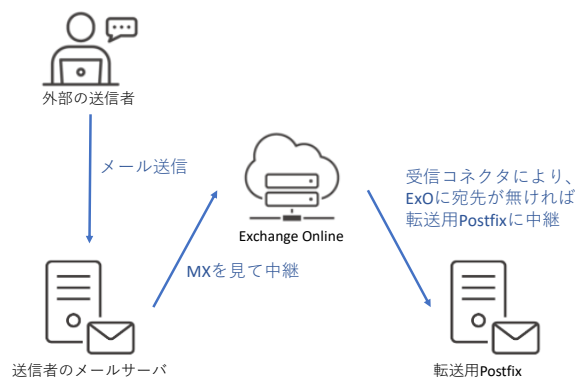 外部の送信者
メール送信
受信コネクタにより、
ExOに宛先が無ければ
転送用Postfixに中継
Exchange Online
MXを見て中継
送信者のメールサーバ
転送用Postfix